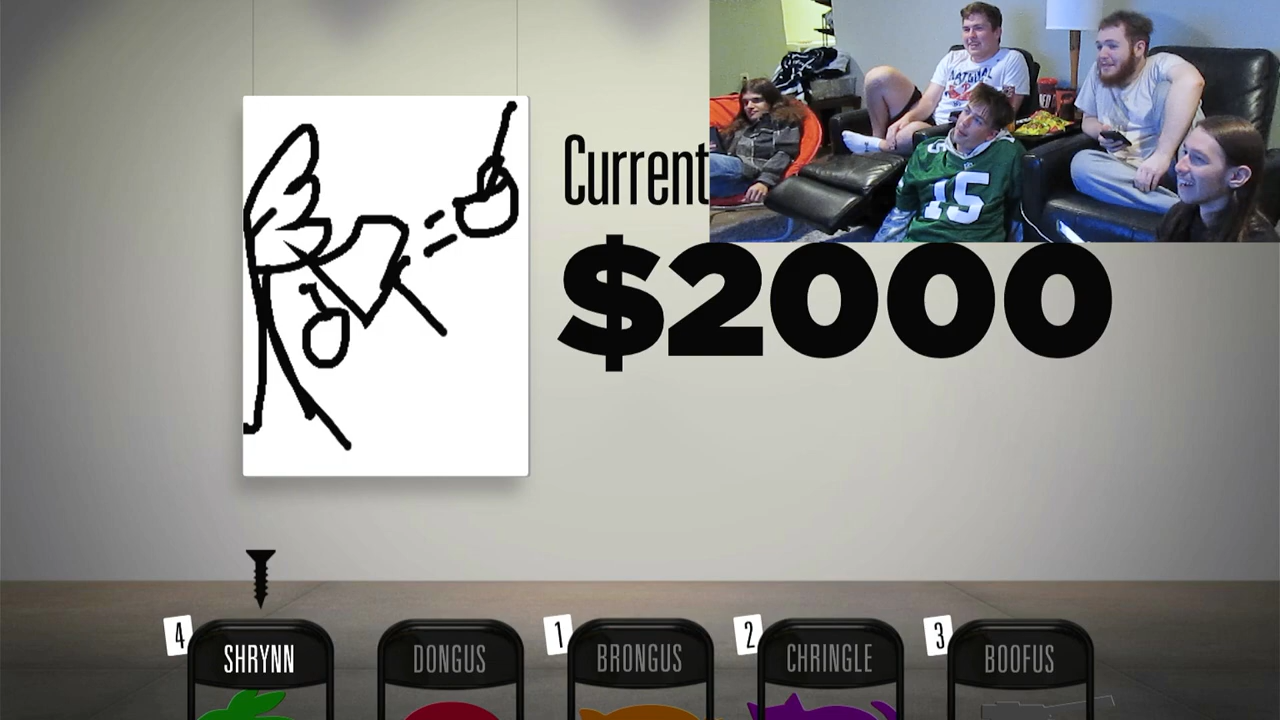 Current
$2000
15
4
SHRYNN
DONGUS
1
BRONGUS
2
CHRINGLE
3
BOOFUS